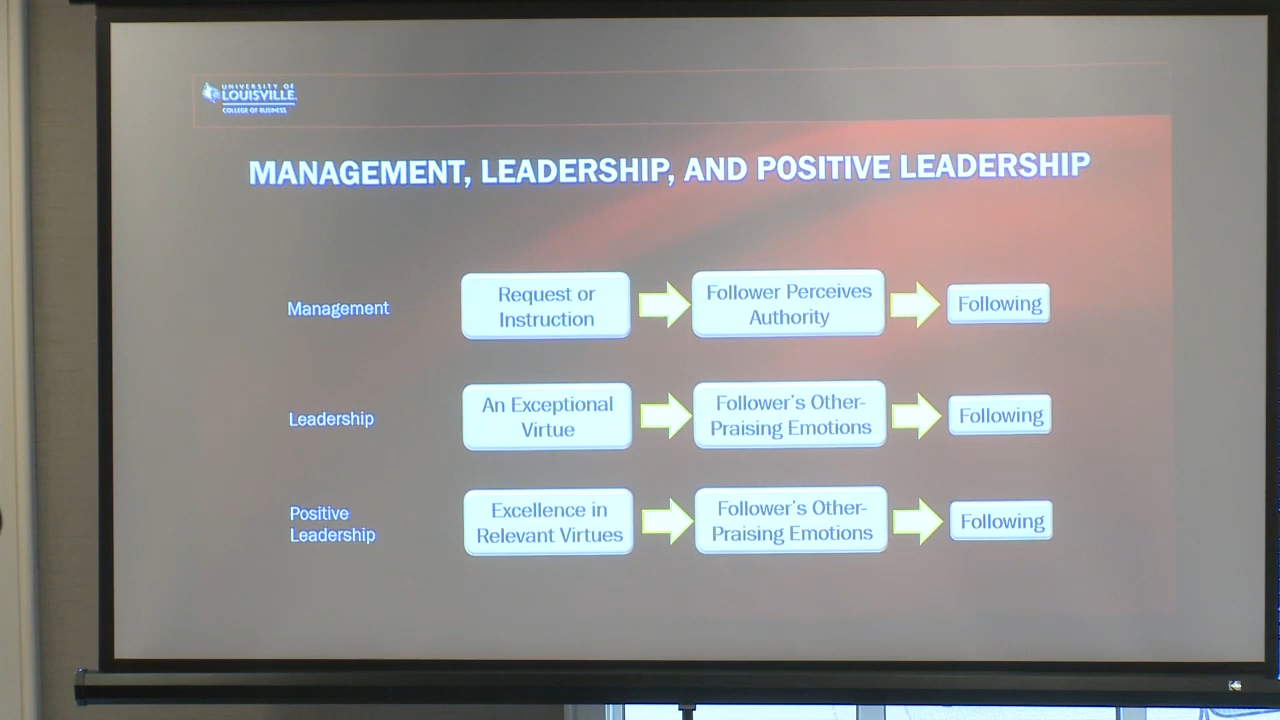 UNIVERSITY OF
LOUISVILLE.
COLLEGE OF BUSINESS
MANAGEMENT, LEADERSHIP, AND POSITIVE LEADERSHIP
Management
Request or
Instruction
Follower Perceives
Authority
Following
Leadership
An Exceptional
Virtue
Follower's Other-
Praising Emotions
Following
Positive
Leadership
Excellence in
Relevant Virtues
Follower's Other-
Praising Emotions
Following